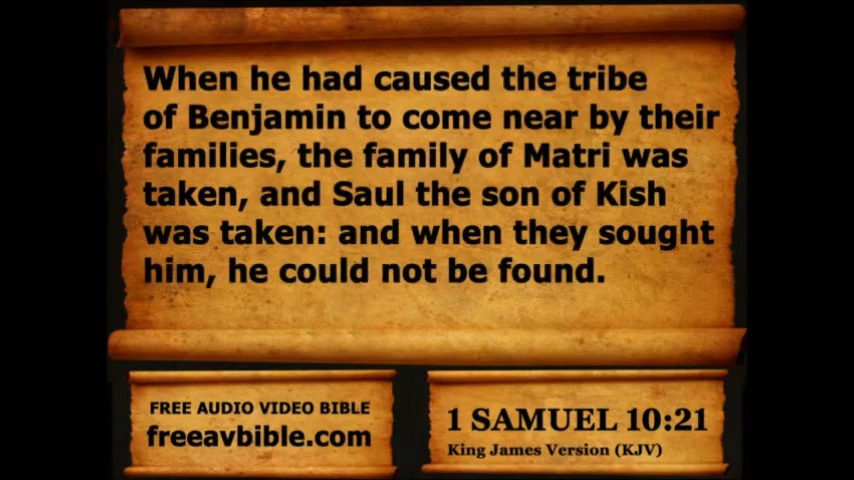 When he had caused the tribe
of Benjamin to come near by their
families, the family of Matri was
taken, and Saul the son of Kish
was taken: and when they sought
him, he could not be found.
FREE AUDIO VIDEO BIBLE
freeavbible.com
1 SAMUEL 10:21
King James Version (KJV)